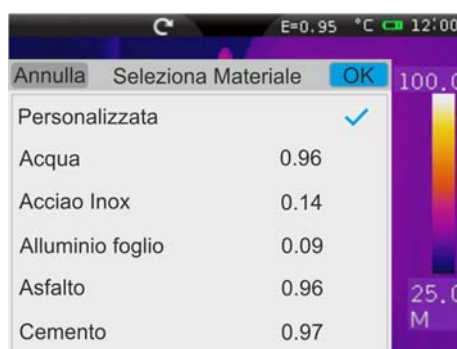 E=0.95 °C 12:00
Annulla Seleziona Materiale OK
100.0
Personalizzata
Acqua 0.96
Acciao Inox 0.14
Alluminio foglio 0.09
Asfalto 0.96
25.0
Cemento 0.97
M